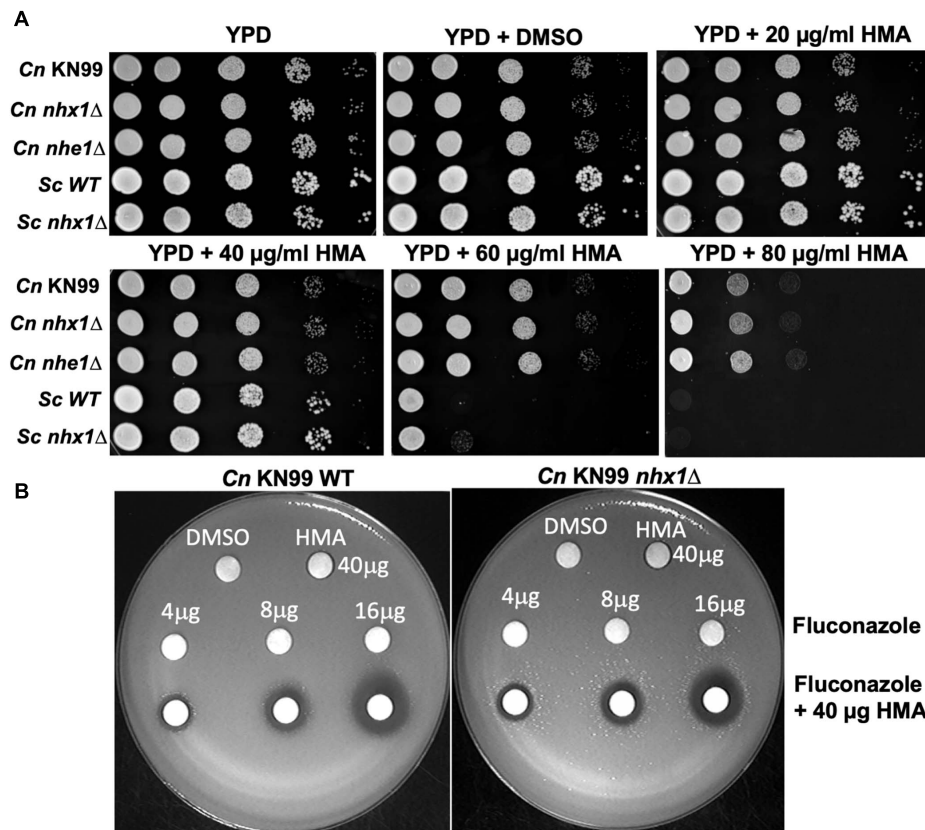 A
YPD
YPD + DMSO
YPD + 20 µg/ml HMA
Cn KN99
Cn nhx1Δ
Cn nhe1Δ
Sc WT
Sc nhx1Δ
YPD + 40 µg/ml HMA
YPD + 60 µg/ml HMA
YPD + 80 µg/ml HMA
Cn KN99
Cn nhx1Δ
Cn nhe1Δ
Sc WT
Sc nhx1Δ
B
Cn KN99 WT
Cn KN99 nhx1Δ
DMSO
HMA
40µg
4µg
8µg
16µg
DMSO
HMA
40µg
4µg
8µg
16µg
Fluconazole
Fluconazole
+ 40 µg HMA